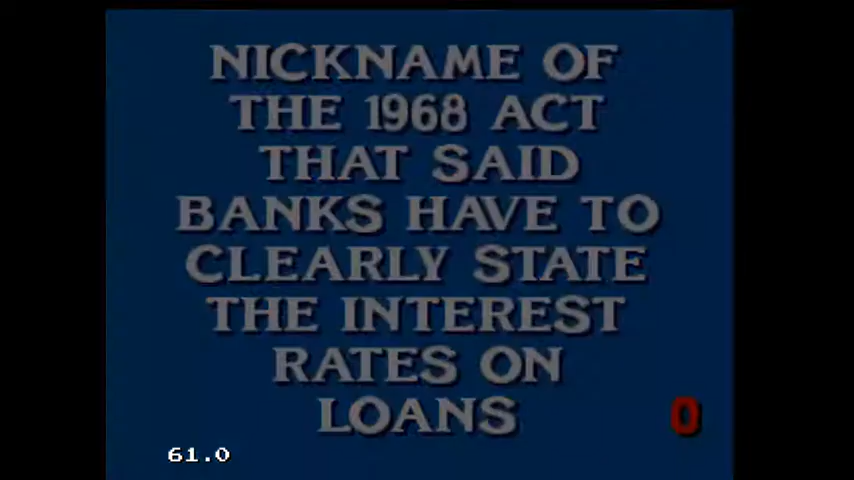 NICKNAME OF
THE 1968 ACT
THAT SAID
BANKS HAVE TO
CLEARLY STATE
THE INTEREST
RATES ON
LOANS
0
61.0